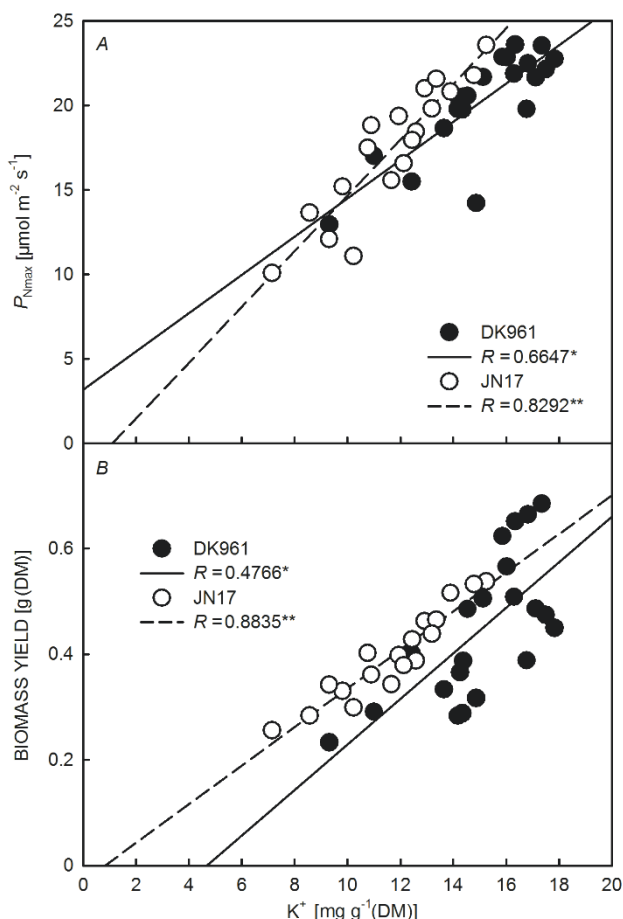 A
25
20
15
10
5
0
P_Nmax [µmol m⁻² s⁻¹]
DK961
R = 0.6647*
JN17
R = 0.8292**
B
DK961
R = 0.4766*
JN17
R = 0.8835**
0.6
0.4
0.2
0
BIOMASS YIELD [g (DM)]
0 2 4 6 8 10 12 14 16 18 20
K⁺ [mg g⁻¹(DM)]